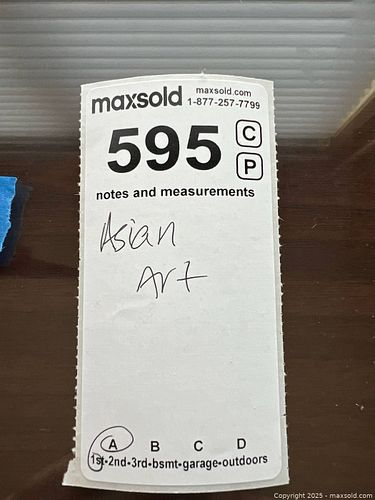 maxsold maxsold.com
1-877-257-7799
595 C
P
notes and measurements
Asian
Art
A B C D
1st•2nd•3rd•bsmt•garage•outdoors
Copyright 2025 - maxsold.com